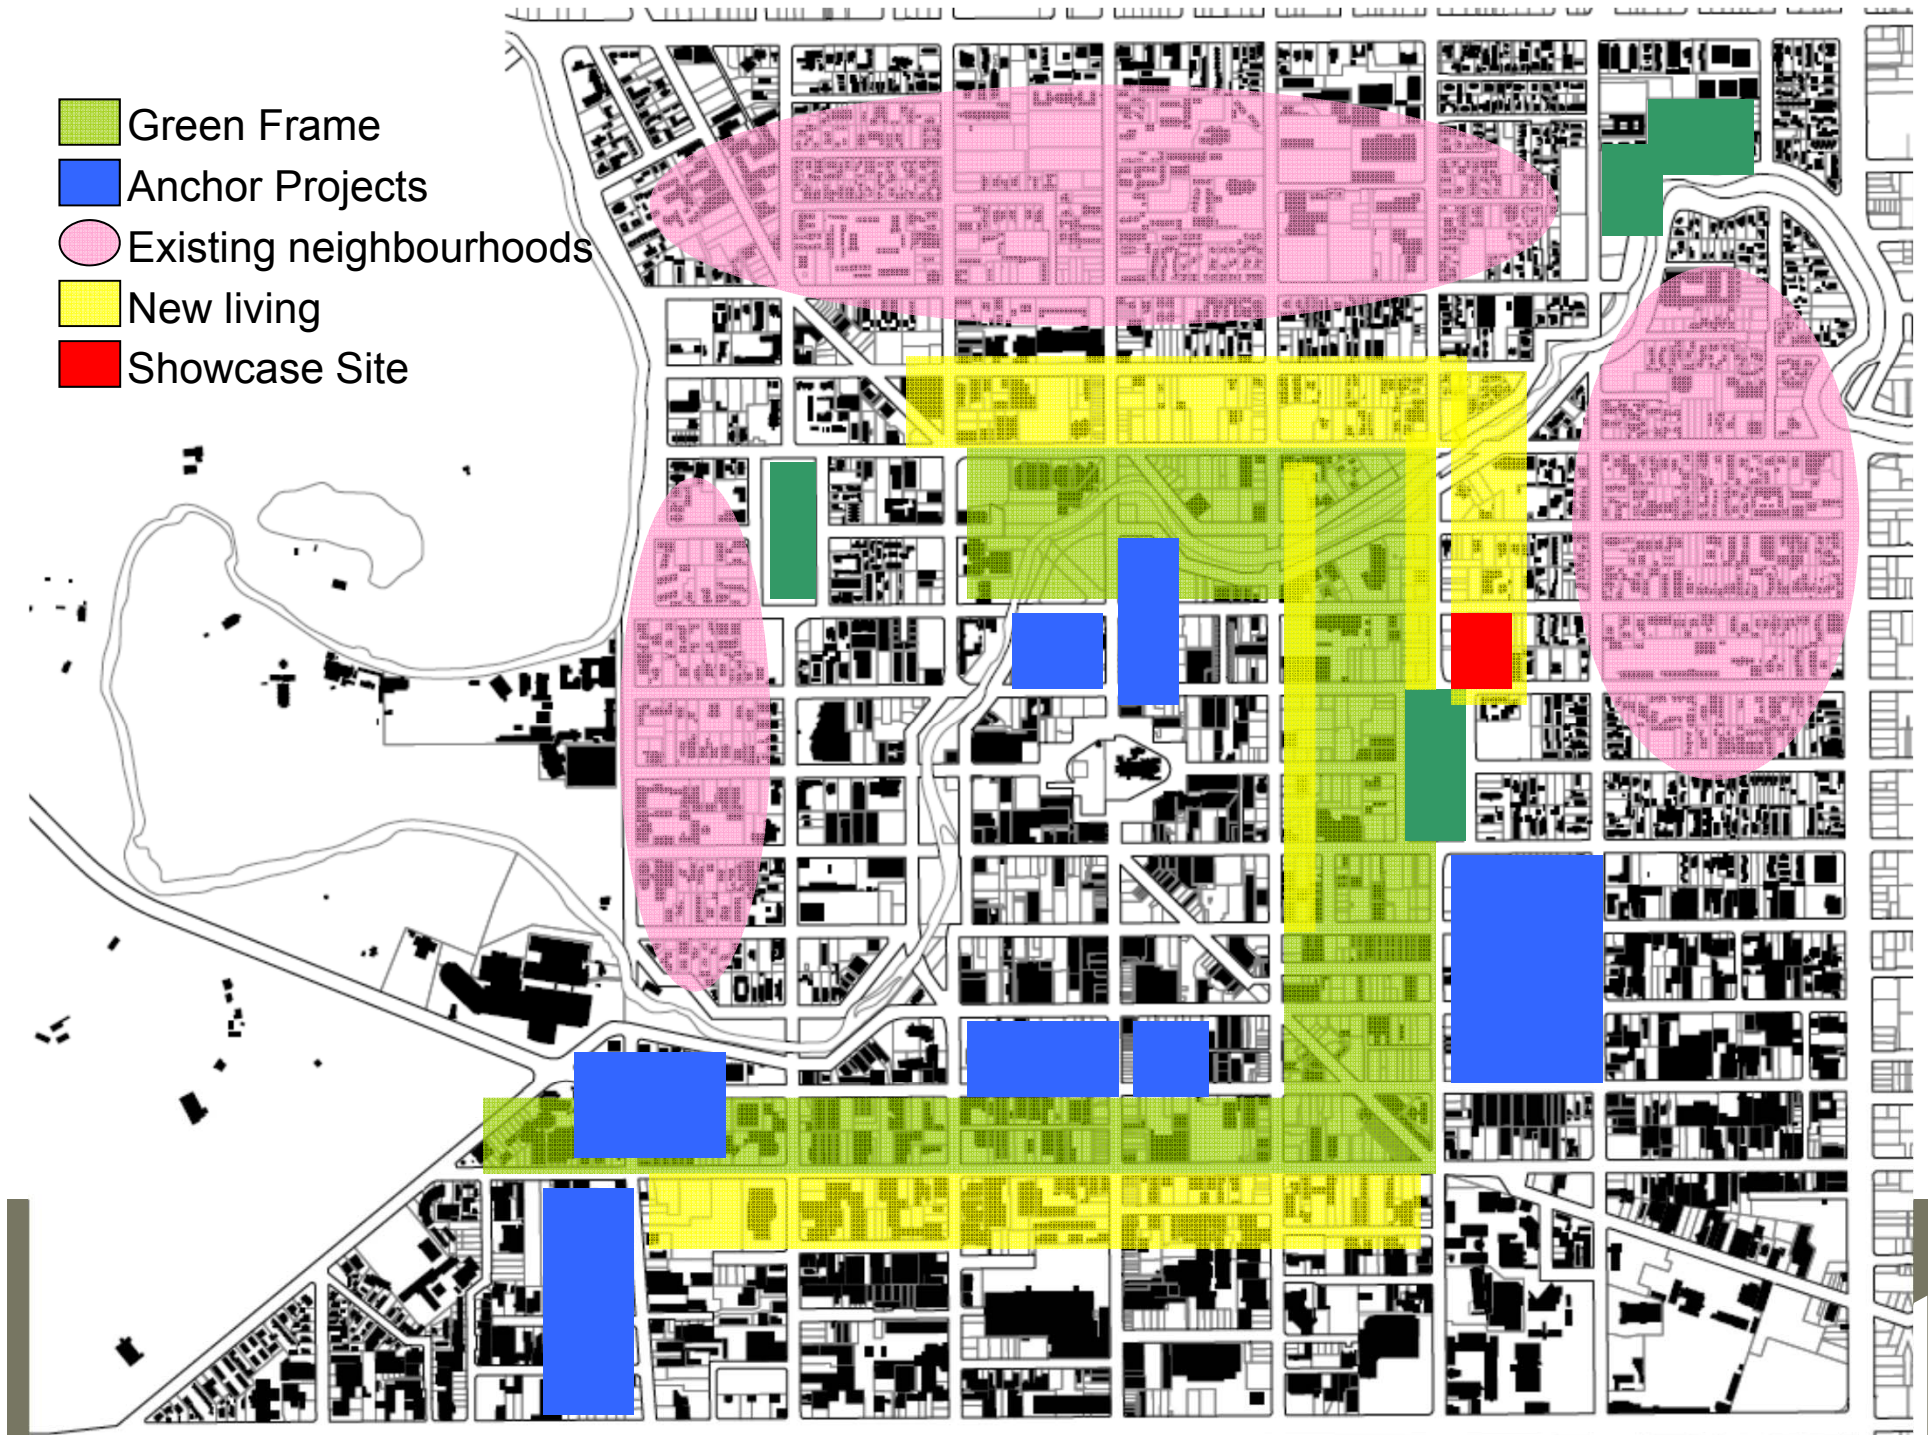 Green Frame
Anchor Projects
Existing neighbourhoods
New living
Showcase Site